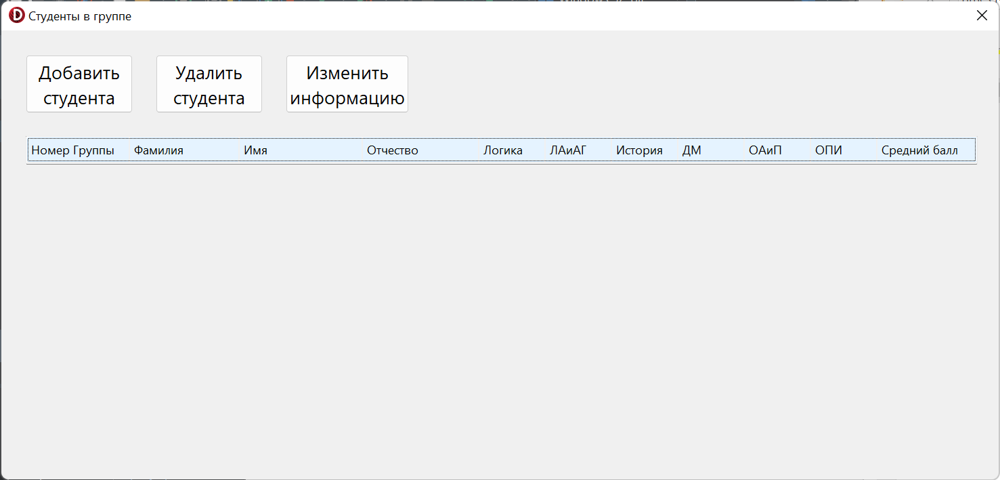 Студенты в группе
Добавить
студента
Удалить
студента
Изменить
информацию
Номер Группы Фамилия Имя Отчество Логика ЛАиАГ История ДМ ОАиП ОПИ Средний балл